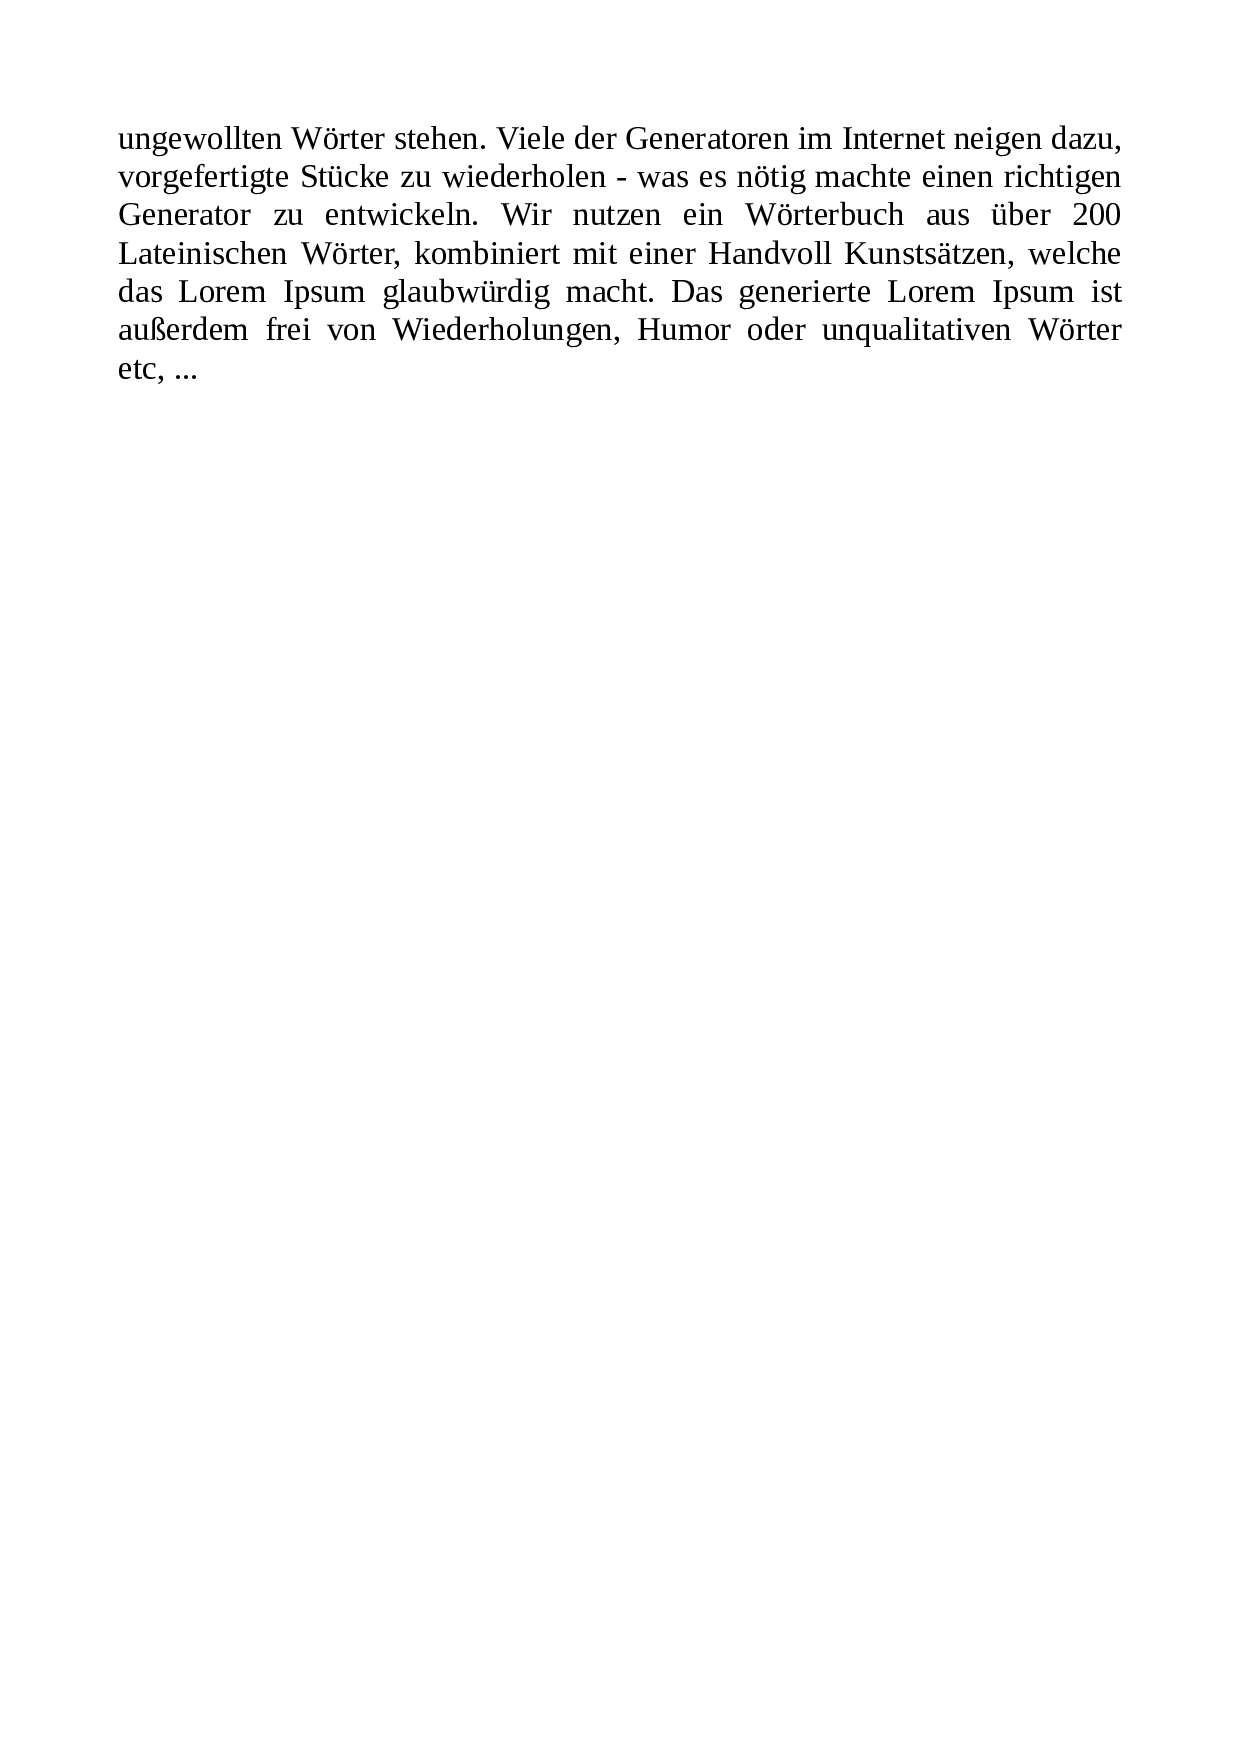 ungewollten Wörter stehen. Viele der Generatoren im Internet neigen dazu,
vorgefertigte Stücke zu wiederholen - was es nötig machte einen richtigen
Generator zu entwickeln. Wir nutzen ein Wörterbuch aus über 200
Lateinischen Wörter, kombiniert mit einer Handvoll Kunstsätzen, welche
das Lorem Ipsum glaubwürdig macht. Das generierte Lorem Ipsum ist
außerdem frei von Wiederholungen, Humor oder unqualitativen Wörter
etc, ...